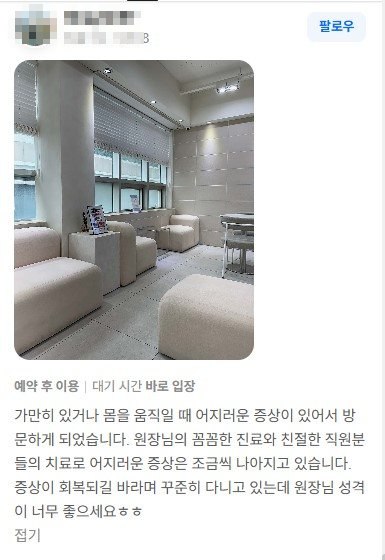 8
팔로우
예약 후 이용 | 대기 시간 바로 입장
가만히 있거나 몸을 움직일 때 어지러운 증상이 있어서 방
문하게 되었습니다. 원장님의 꼼꼼한 진료와 친절한 직원분
들의 치료로 어지러운 증상은 조금씩 나아지고 있습니다.
증상이 회복되길 바라며 꾸준히 다니고 있는데 원장님 성격
이 너무 좋으세요ㅎㅎ
접기